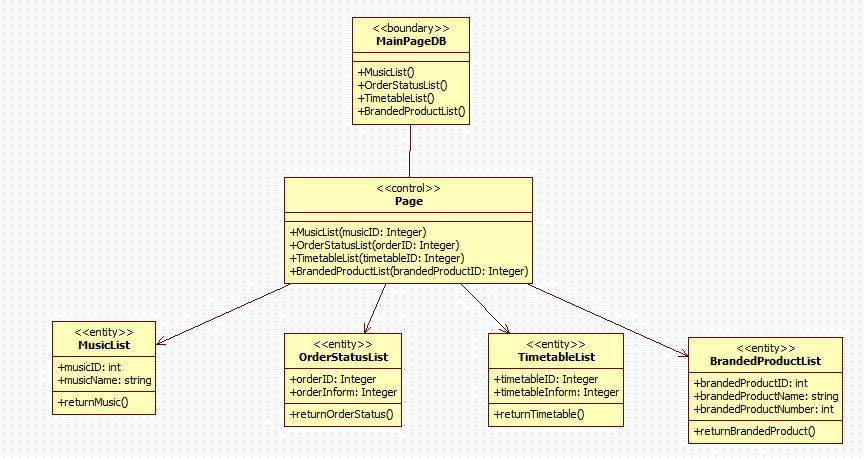 <<boundary>>
MainPageDB
+MusicList()
+OrderStatusList()
+TimetableList()
+BrandedProductList()
<<control>>
Page
+MusicList(musicID: Integer)
+OrderStatusList(orderID: Integer)
+TimetableList(timetableID: Integer)
+BrandedProductList(brandedProductID: Integer)
<<entity>>
MusicList
+musicID: int
+musicName: string
+returnMusic()
<<entity>>
OrderStatusList
+orderID: Integer
+orderInform: Integer
+returnOrderStatus()
<<entity>>
TimetableList
+timetableID: Integer
+timetableInform: Integer
+returnTimetable()
<<entity>>
BrandedProductList
+brandedProductID: int
+brandedProductName: string
+brandedProductNumber: int
+returnBrandedProduct()